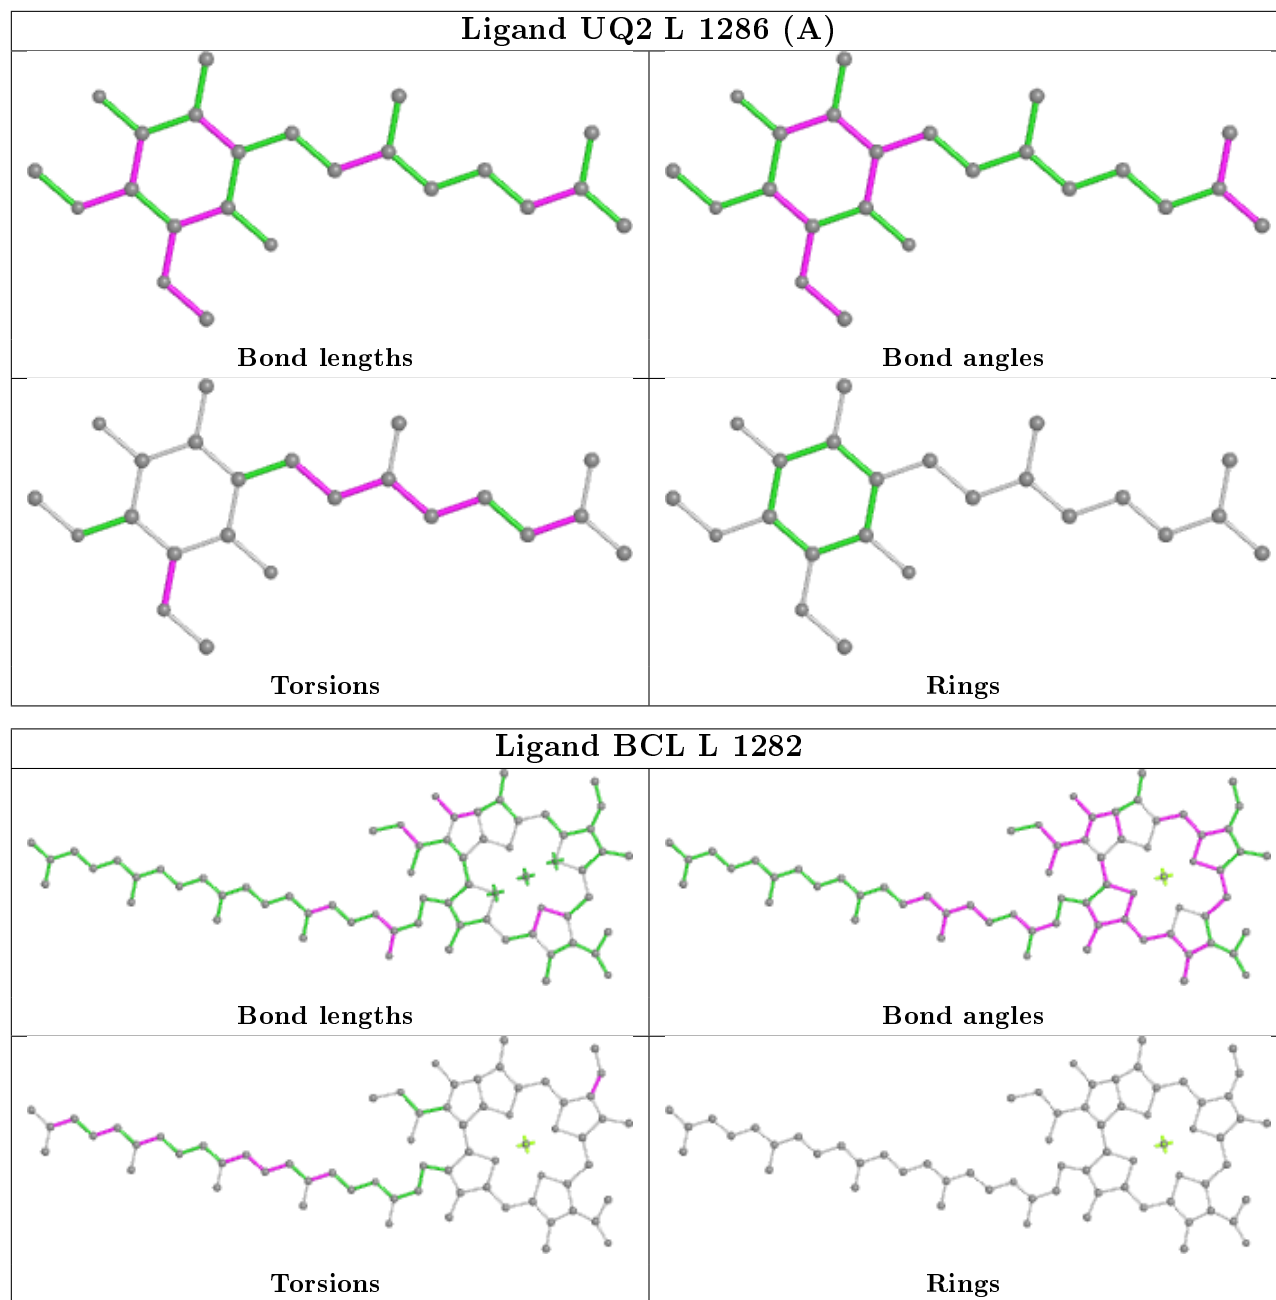 Ligand UQ2 L 1286 (A)
Bond lengths
Bond angles
Torsions
Rings
Ligand BCL L 1282
Bond lengths
Bond angles
Torsions
Rings